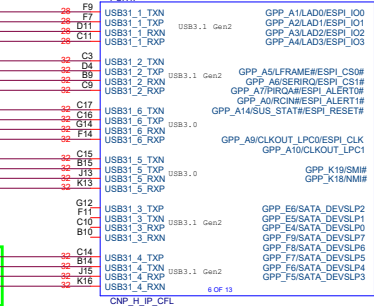 28 F9 USB31_1_TXN GPP_A1/LAD0/ESPI_IO0
F7 USB31_1_TXP USB3.1 Gen2 GPP_A2/LAD1/ESPI_IO1
28 D11 USB31_1_RXN GPP_A3/LAD2/ESPI_IO2
28 C11 USB31_1_RXP GPP_A4/LAD3/ESPI_IO3
32 C3 USB31_2_TXN
32 D4 USB31_2_TXP USB3.1 Gen2 GPP_A5/LFRAME#/ESPI_CS0#
32 B9 USB31_2_RXN GPP_A6/SERIRQ/ESPI_CS1#
32 C9 USB31_2_RXP GPP_A7/PIRQA#/ESPI_ALERT0#
GPP_A0/RCIN#/ESPI_ALERT1#
32 C17 USB31_6_TXN GPP_A14/SUS_STAT#/ESPI_RESET#
32 C16 USB31_6_TXP
32 G14 USB31_6_RXN USB3.0
32 F14 USB31_6_RXP GPP_A9/CLKOUT_LPC0/ESPI_CLK
GPP_A10/CLKOUT_LPC1
32 C15 USB31_5_TXN
32 B15 USB31_5_TXP
32 J13 USB31_5_RXN USB3.0 GPP_K19/SMI#
32 K13 USB31_5_RXP GPP_K18/NMI#
G12 USB31_3_TXP GPP_E6/SATA_DEVSLP2
F11 USB31_3_TXN USB3.1 Gen2 GPP_E5/SATA_DEVSLP1
C10 USB31_3_RXP GPP_E4/SATA_DEVSLP0
B10 USB31_3_RXN GPP_F9/SATA_DEVSLP7
GPP_F8/SATA_DEVSLP6
32 C14 USB31_4_TXP GPP_F7/SATA_DEVSLP5
32 B14 USB31_4_TXN GPP_F6/SATA_DEVSLP4
32 J15 USB31_4_RXP USB3.1 Gen2 GPP_F5/SATA_DEVSLP3
32 K16 USB31_4_RXN
6 OF 13
CNP_H_IP_CFL